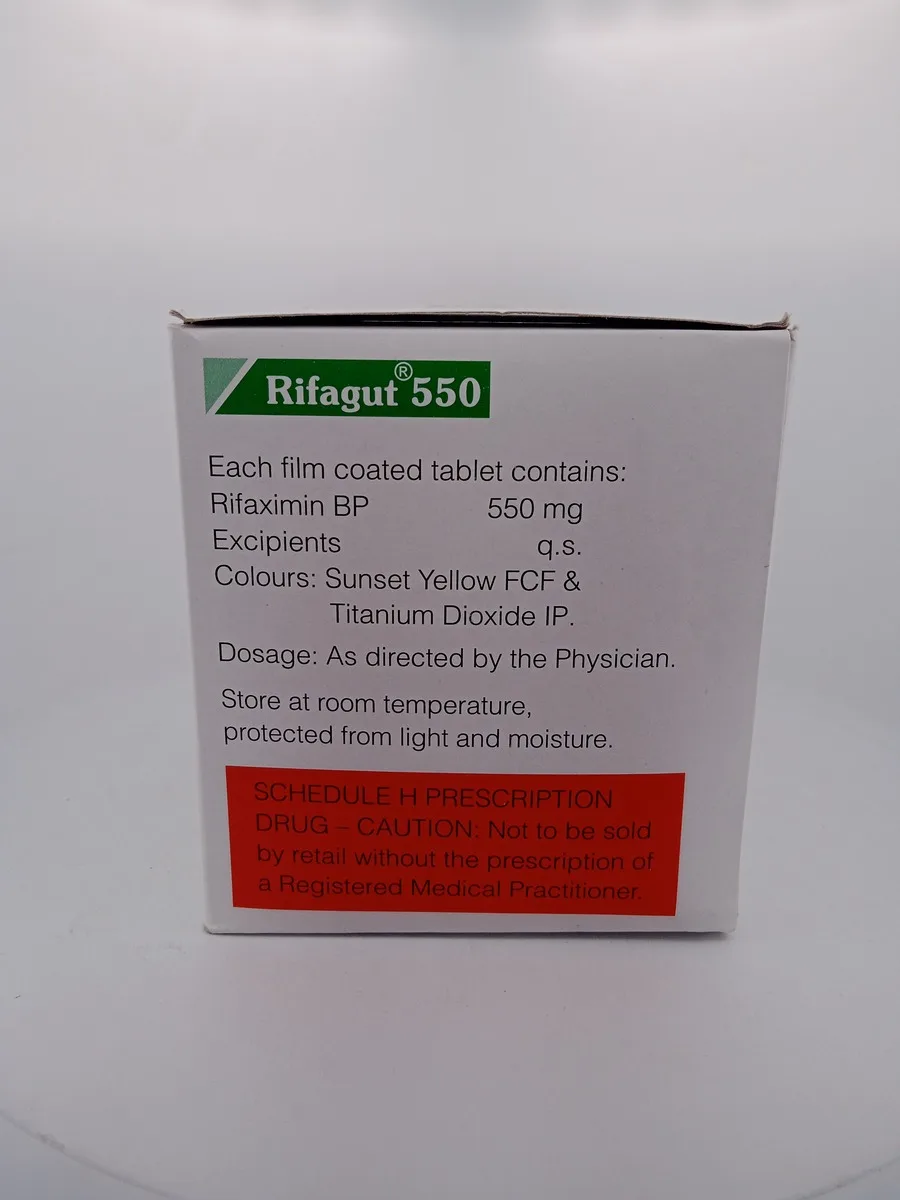 Rifagut® 550
Each film coated tablet contains:
Rifaximin BP 550 mg
Excipients q.s.
Colours: Sunset Yellow FCF &
Titanium Dioxide IP.
Dosage: As directed by the Physician.
Store at room temperature,
protected from light and moisture.
SCHEDULE H PRESCRIPTION
DRUG – CAUTION: Not to be sold
by retail without the prescription of
a Registered Medical Practitioner.